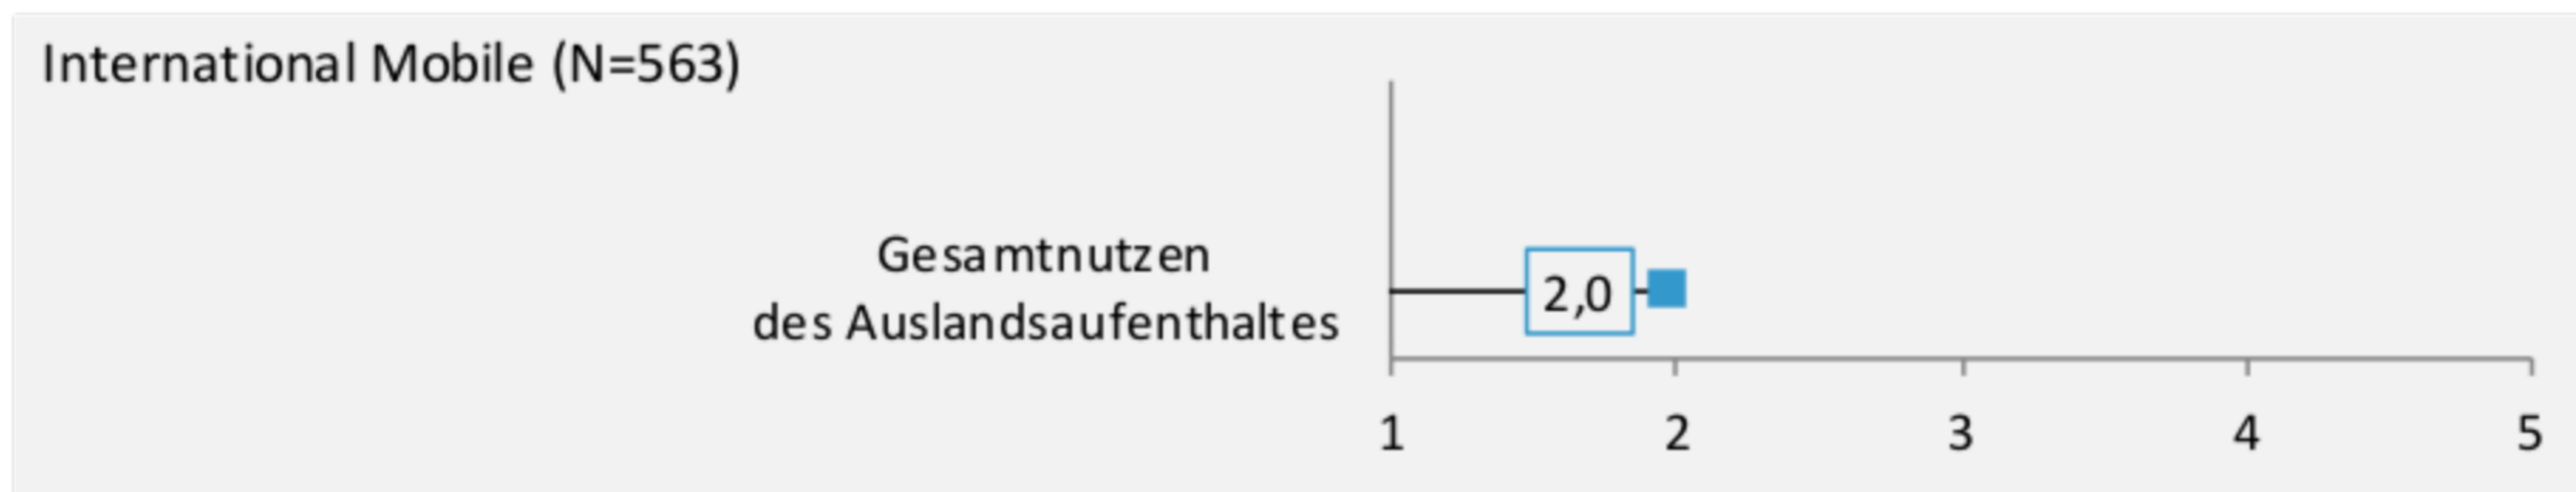 International Mobile (N=563)
Gesamtnutzen
des Auslandsaufenthaltes
2,0
1 2 3 4 5